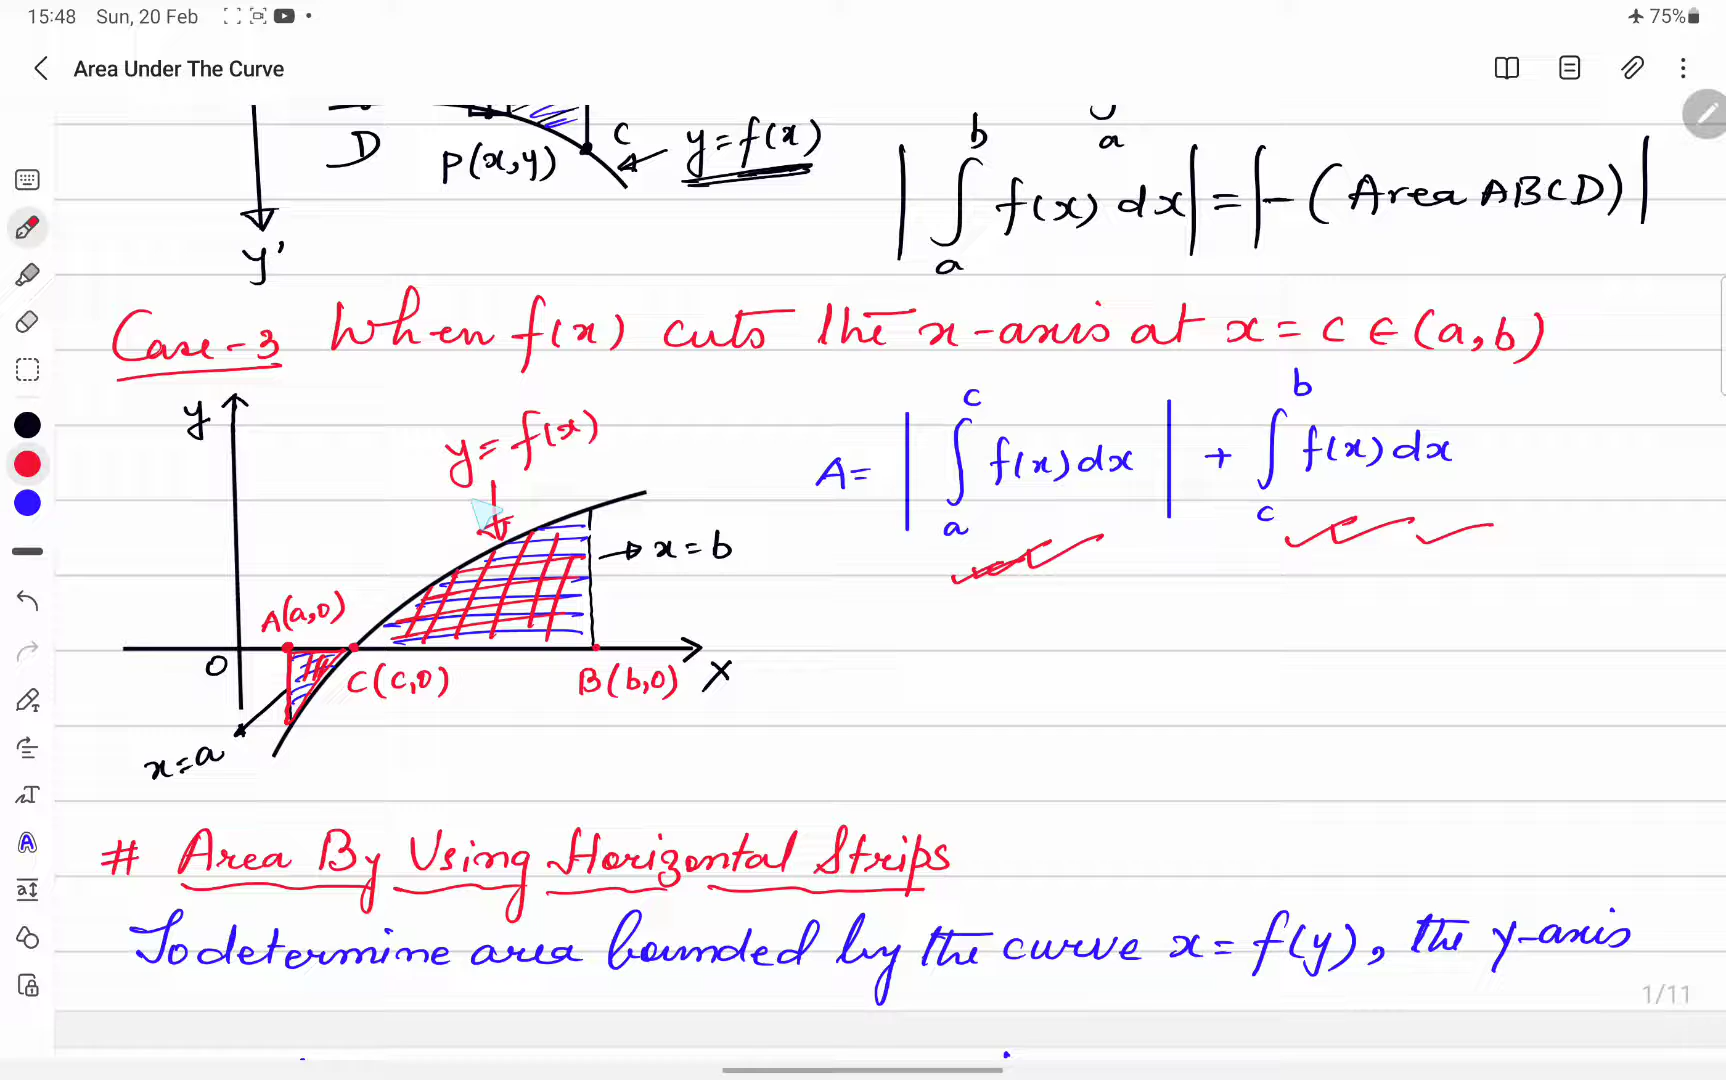 15:48 Sun, 20 Feb
75%
Area Under The Curve
D
P(x,y)
C
y=f(x)
y'
a
| ∫_a^b f(x) dx | = | - (Area ABCD) |
Case-3 When f(x) cuts the x-axis at x = c ∈ (a,b)
y
y = f(x)
A = | ∫_a^c f(x) dx | + ∫_c^b f(x) dx
x = b
A(a,0)
O
C(c,0)
B(b,0)
X
x=a
# Area By Using Horizontal Strips
To determine area bounded by the curve x = f(y), the y-axis
1/11